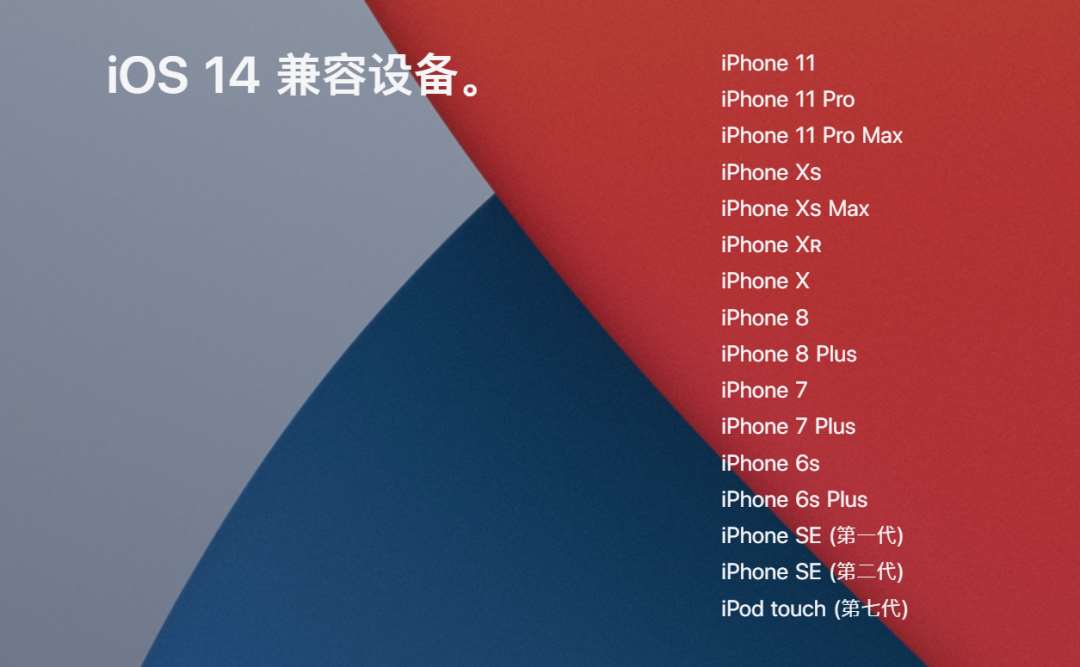 iOS 14 兼容设备。
iPhone 11
iPhone 11 Pro
iPhone 11 Pro Max
iPhone Xs
iPhone Xs Max
iPhone XR
iPhone X
iPhone 8
iPhone 8 Plus
iPhone 7
iPhone 7 Plus
iPhone 6s
iPhone 6s Plus
iPhone SE (第一代)
iPhone SE (第二代)
iPod touch (第七代)